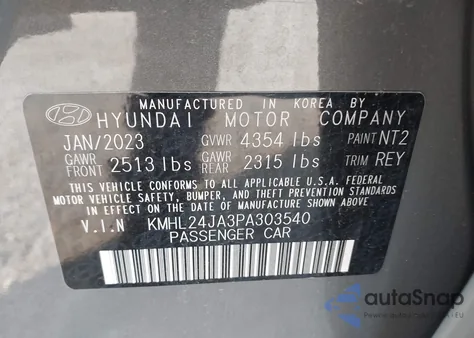 MANUFACTURED IN KOREA BY
HYUNDAI MOTOR COMPANY
JAN/2023 GVWR 4354 lbs PAINT NT2
GAWR FRONT 2513 lbs GAWR REAR 2315 lbs TRIM REY
THIS VEHICLE CONFORMS TO ALL APPLICABLE U.S.A. FEDERAL
MOTOR VEHICLE SAFETY, BUMPER, AND THEFT PREVENTION
STANDARDS IN EFFECT ON THE DATE OF MANUFACTURE SHOWN ABOVE.
V.I.N KMHL24JA3PA303540
PASSENGER CAR
autoSnap